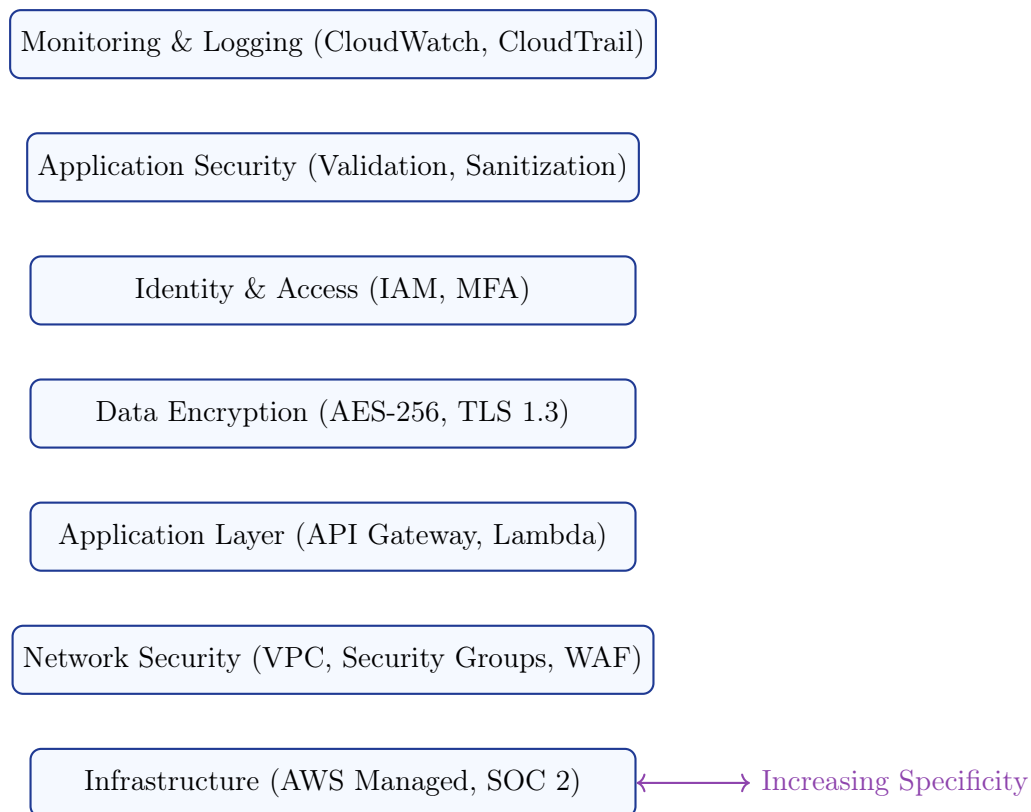 Monitoring & Logging (CloudWatch, CloudTrail)
Application Security (Validation, Sanitization)
Identity & Access (IAM, MFA)
Data Encryption (AES-256, TLS 1.3)
Application Layer (API Gateway, Lambda)
Network Security (VPC, Security Groups, WAF)
Infrastructure (AWS Managed, SOC 2)
Increasing Specificity